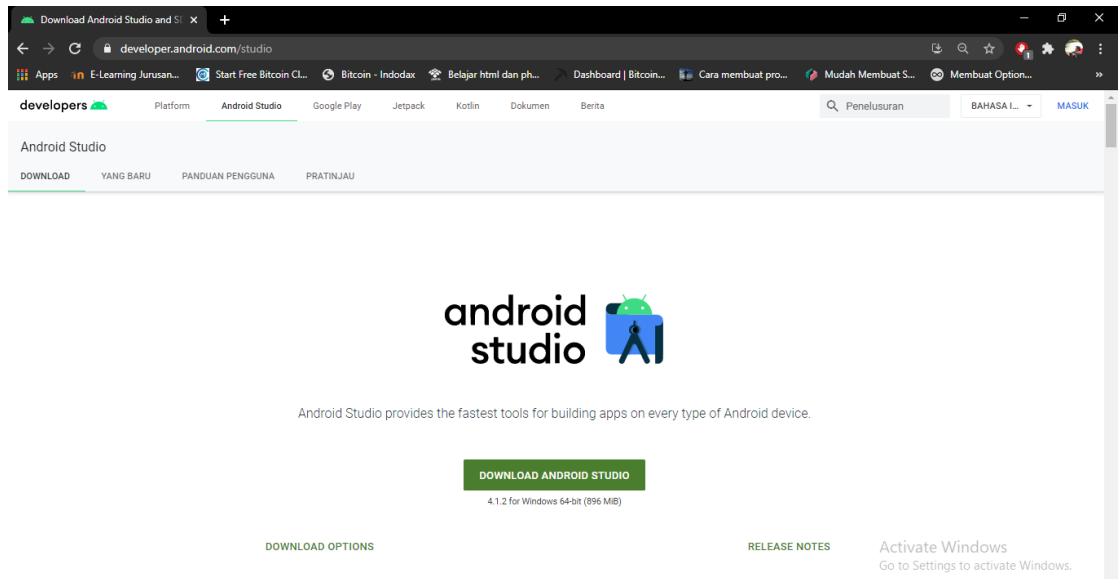 Download Android Studio and S
developer.android.com/studio
Apps E-Learning Jurusan... Start Free Bitcoin Cl... Bitcoin - Indodax Belajar html dan ph... Dashboard | Bitcoin... Cara membuat pro... Mudah Membuat S... Membuat Option... »
developers Platform Android Studio Google Play Jetpack Kotlin Dokumen Berita Penelusuran BAHASA I... MASUK
Android Studio
DOWNLOAD YANG BARU PANDUAN PENGGUNA PRATINJAU
android
studio
Android Studio provides the fastest tools for building apps on every type of Android device.
DOWNLOAD ANDROID STUDIO
4.1.2 for Windows 64-bit (896 MiB)
DOWNLOAD OPTIONS RELEASE NOTES
Activate Windows
Go to Settings to activate Windows.